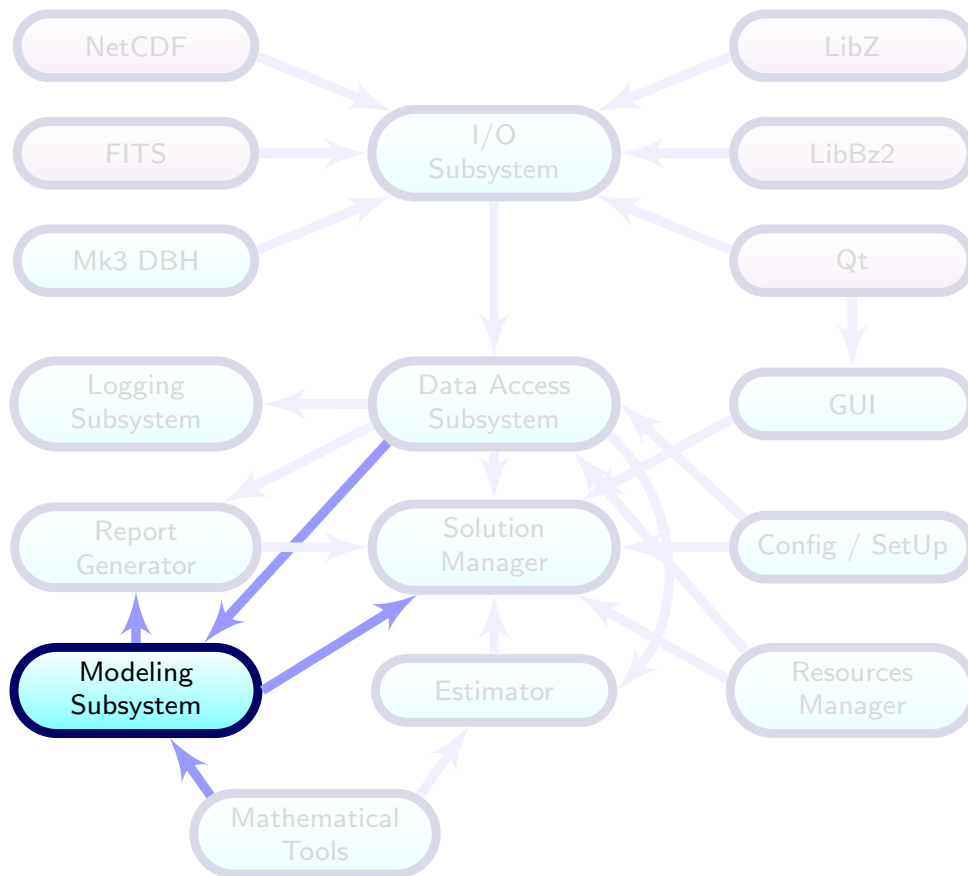 NetCDF
LibZ
I/O
Subsystem
FITS
LibBz2
Mk3 DBH
Qt
Logging
Subsystem
Data Access
Subsystem
GUI
Report
Generator
Solution
Manager
Config / SetUp
Modeling
Subsystem
Estimator
Resources
Manager
Mathematical
Tools